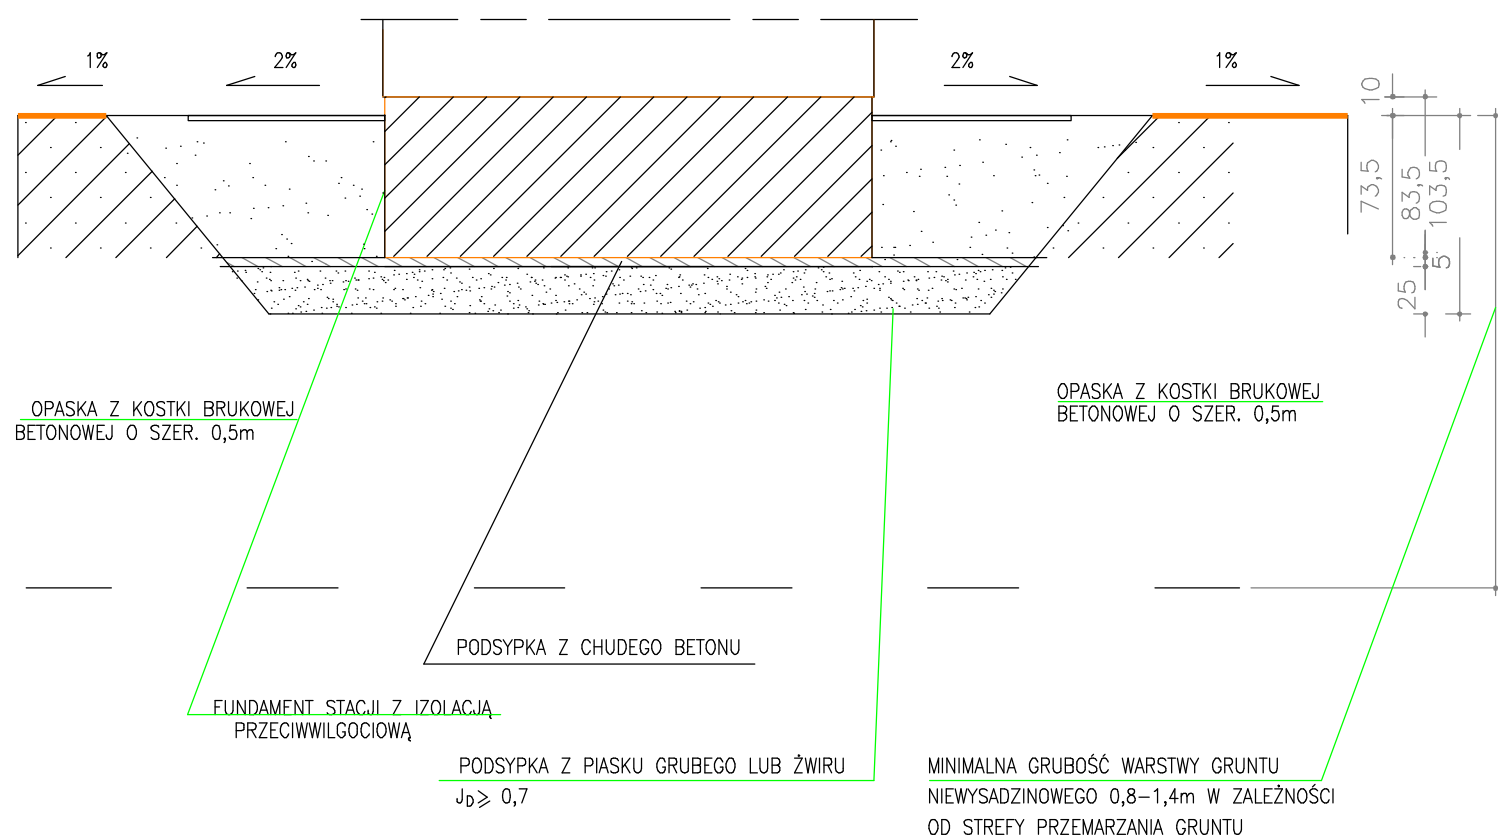 1%
2%
2%
1%
10
73,5
83,5
103,5
5
25
OPASKA Z KOSTKI BRUKOWEJ
BETONOWEJ O SZER. 0,5m
OPASKA Z KOSTKI BRUKOWEJ
BETONOWEJ O SZER. 0,5m
PODSYPKA Z CHUDEGO BETONU
FUNDAMENT STACJI Z IZOLACJĄ
PRZECIWWILGOCIOWĄ
PODSYPKA Z PIASKU GRUBEGO LUB ŻWIRU
J_D⩾ 0,7
MINIMALNA GRUBOŚĆ WARSTWY GRUNTU
NIEWYSADZINOWEGO 0,8–1,4m W ZALEŻNOŚCI
OD STREFY PRZEMARZANIA GRUNTU